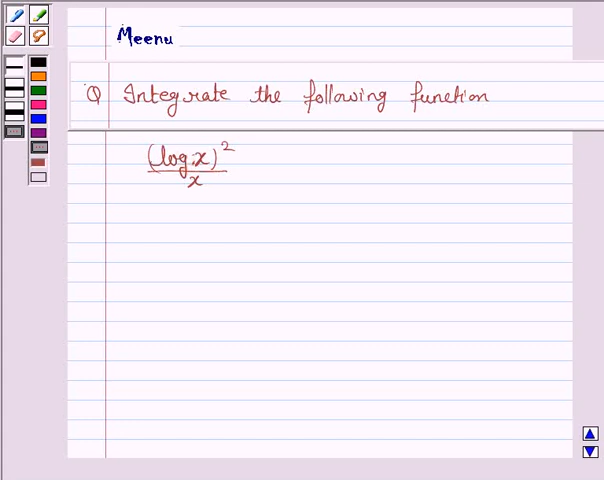 Meenu
Q Integrate the following function
(log x)²
x